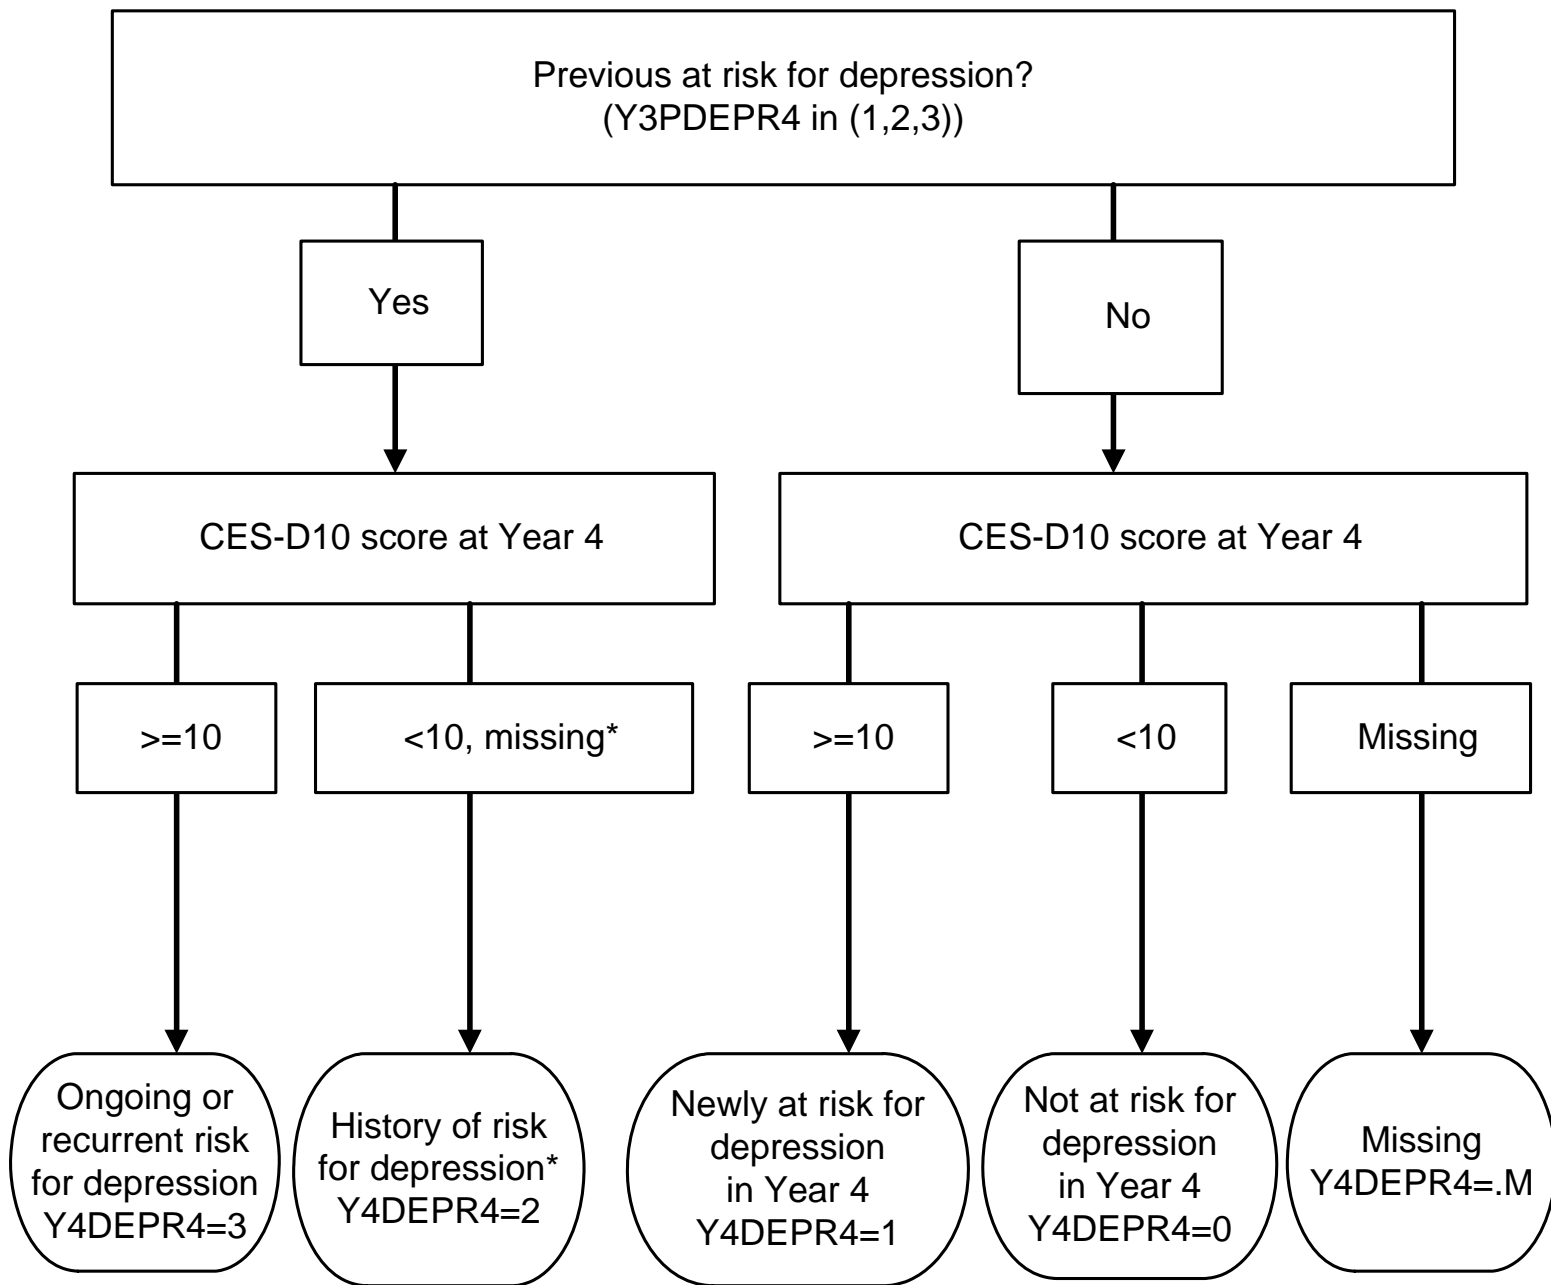 Previous at risk for depression?
(Y3PDEPR4 in (1,2,3))
Yes
No
CES-D10 score at Year 4
CES-D10 score at Year 4
>=10
<10, missing*
>=10
<10
Missing
Ongoing or
recurrent risk
for depression
Y4DEPR4=3
History of risk
for depression*
Y4DEPR4=2
Newly at risk for
depression
in Year 4
Y4DEPR4=1
Not at risk for
depression
in Year 4
Y4DEPR4=0
Missing
Y4DEPR4=.M